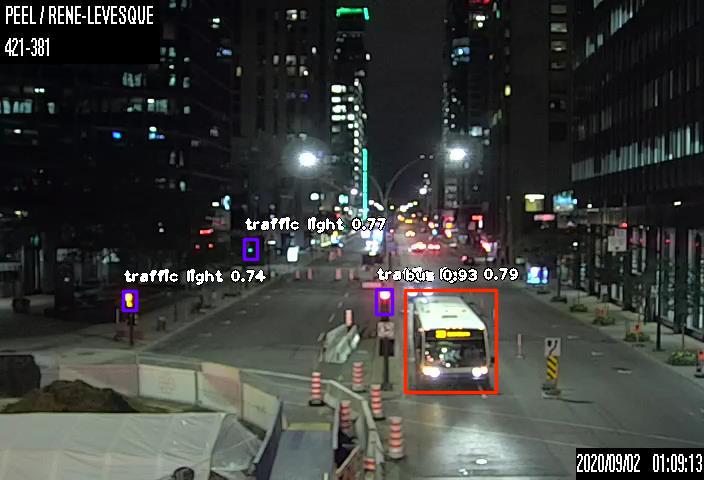 PEEL / RENE-LEVESQUE
421-381
traffic light 0.77
traffic light 0.74
bus 0.93
0.79
2020/09/02 01:09:13